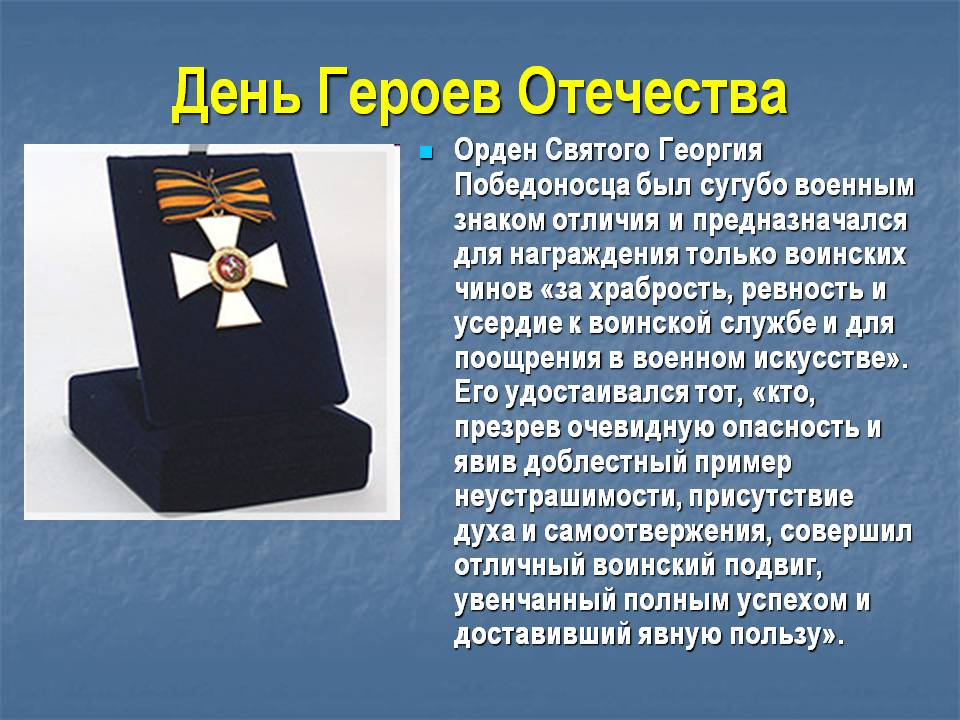 День Героев Отечества
Орден Святого Георгия
Победоносца был сугубо военным
знаком отличия и предназначался
для награждения только воинских
чинов «за храбрость, ревность и
усердие к воинской службе и для
поощрения в военном искусстве».
Его удостаивался тот, «кто,
презрев очевидную опасность и
явив доблестный пример
неустрашимости, присутствие
духа и самоотвержения, совершил
отличный воинский подвиг,
увенчанный полным успехом и
доставивший явную пользу».